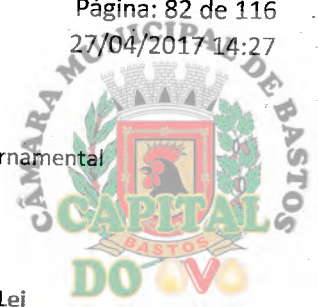 Página: 82 de 116
27/04/2017 14:27
CÂMARA MUNICIPAL DE BASTOS
rnamental
CAPITAL
BASTOS
DO OVO
Lei